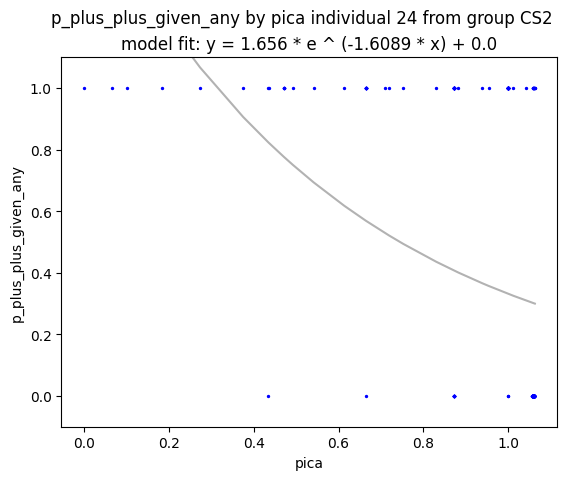 p_plus_plus_given_any by pica individual 24 from group CS2
model fit: y = 1.656 * e ^ (-1.6089 * x) + 0.0
1.0
0.8
0.6
0.4
0.2
0.0
p_plus_plus_given_any
0.0 0.2 0.4 0.6 0.8 1.0
pica